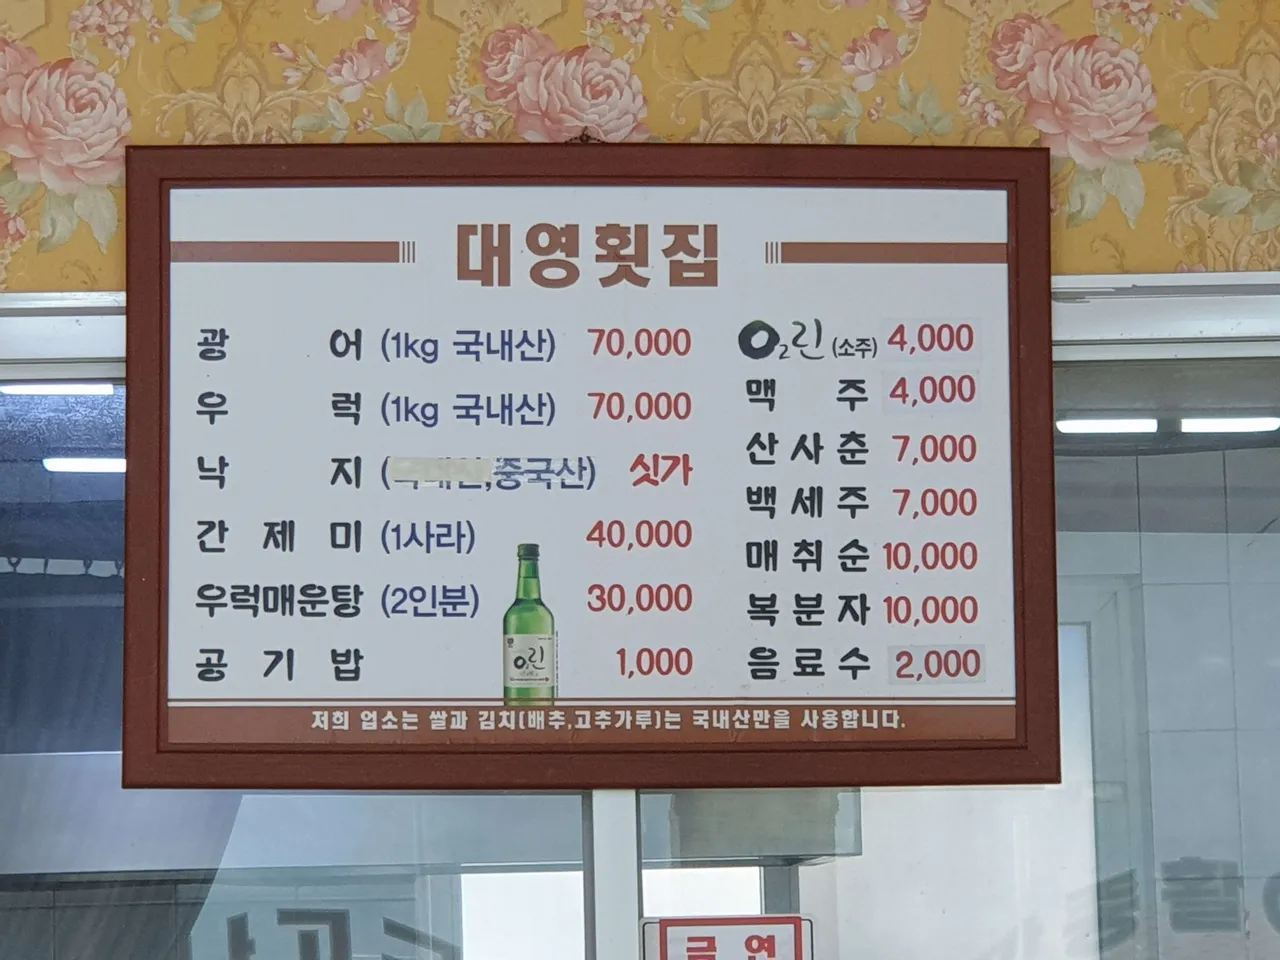 대영횟집
광어 (1kg 국내산) 70,000
우럭 (1kg 국내산) 70,000
낙지 (국내산,중국산) 싯가
간제미 (1사라) 40,000
우럭매운탕 (2인분) 30,000
공기밥 1,000
O2린 (소주) 4,000
맥주 4,000
산사춘 7,000
백세주 7,000
매취순 10,000
복분자 10,000
음료수 2,000
O2린
저희 업소는 쌀과 김치(배추,고추가루)는 국내산만을 사용합니다.
금연